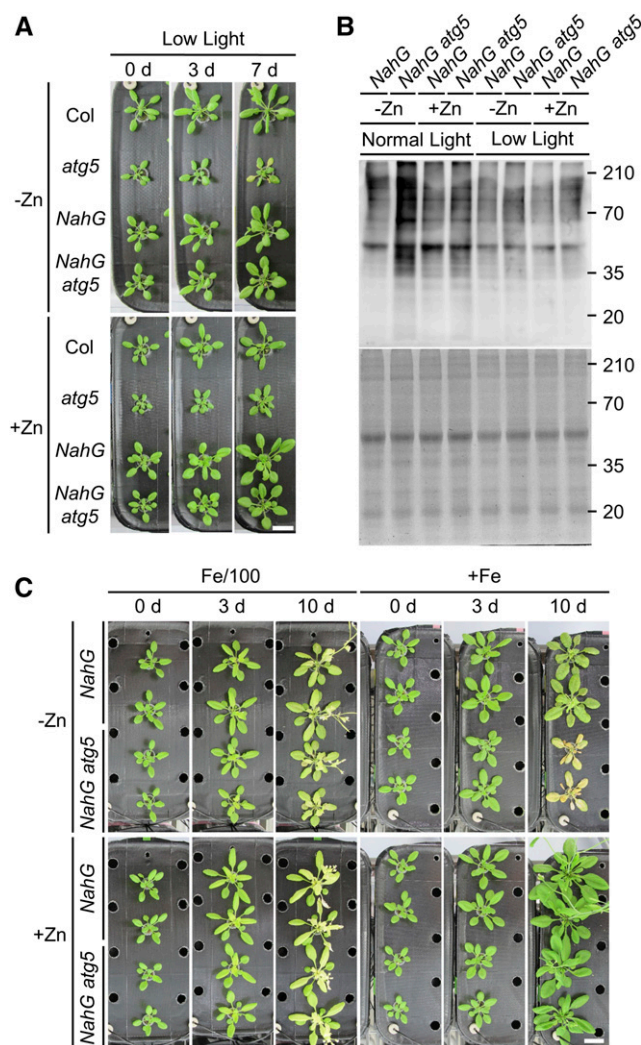 A
Low Light
0 d 3 d 7 d
-Zn
Col
atg5
NahG
NahG
atg5
+Zn
Col
atg5
NahG
NahG
atg5
B
NahG NahG atg5 NahG NahG atg5 NahG NahG atg5 NahG NahG atg5
-Zn +Zn -Zn +Zn
Normal Light Low Light
210
70
35
20
210
70
35
20
C
Fe/100 +Fe
0 d 3 d 10 d 0 d 3 d 10 d
-Zn
NahG
NahG atg5
+Zn
NahG
NahG atg5